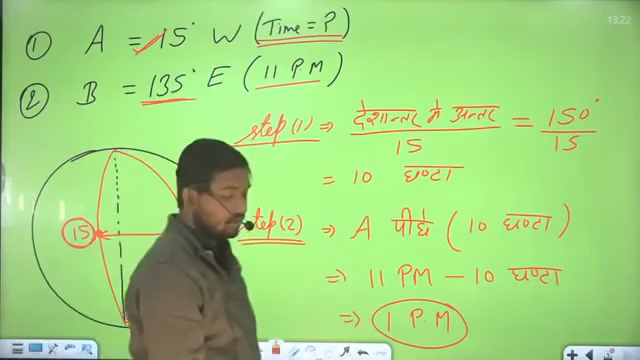 13:22
① A = 15° W (Time = P)
② B = 135° E (11 P.M)
step(1) ⇒ देशान्तर मे अन्तर / 15 = 150° / 15
= 10 घण्टा
15
step(2) ⇒ A पीछे (10 घण्टा)
⇒ 11 PM - 10 घण्टा
⇒ 1 P.M